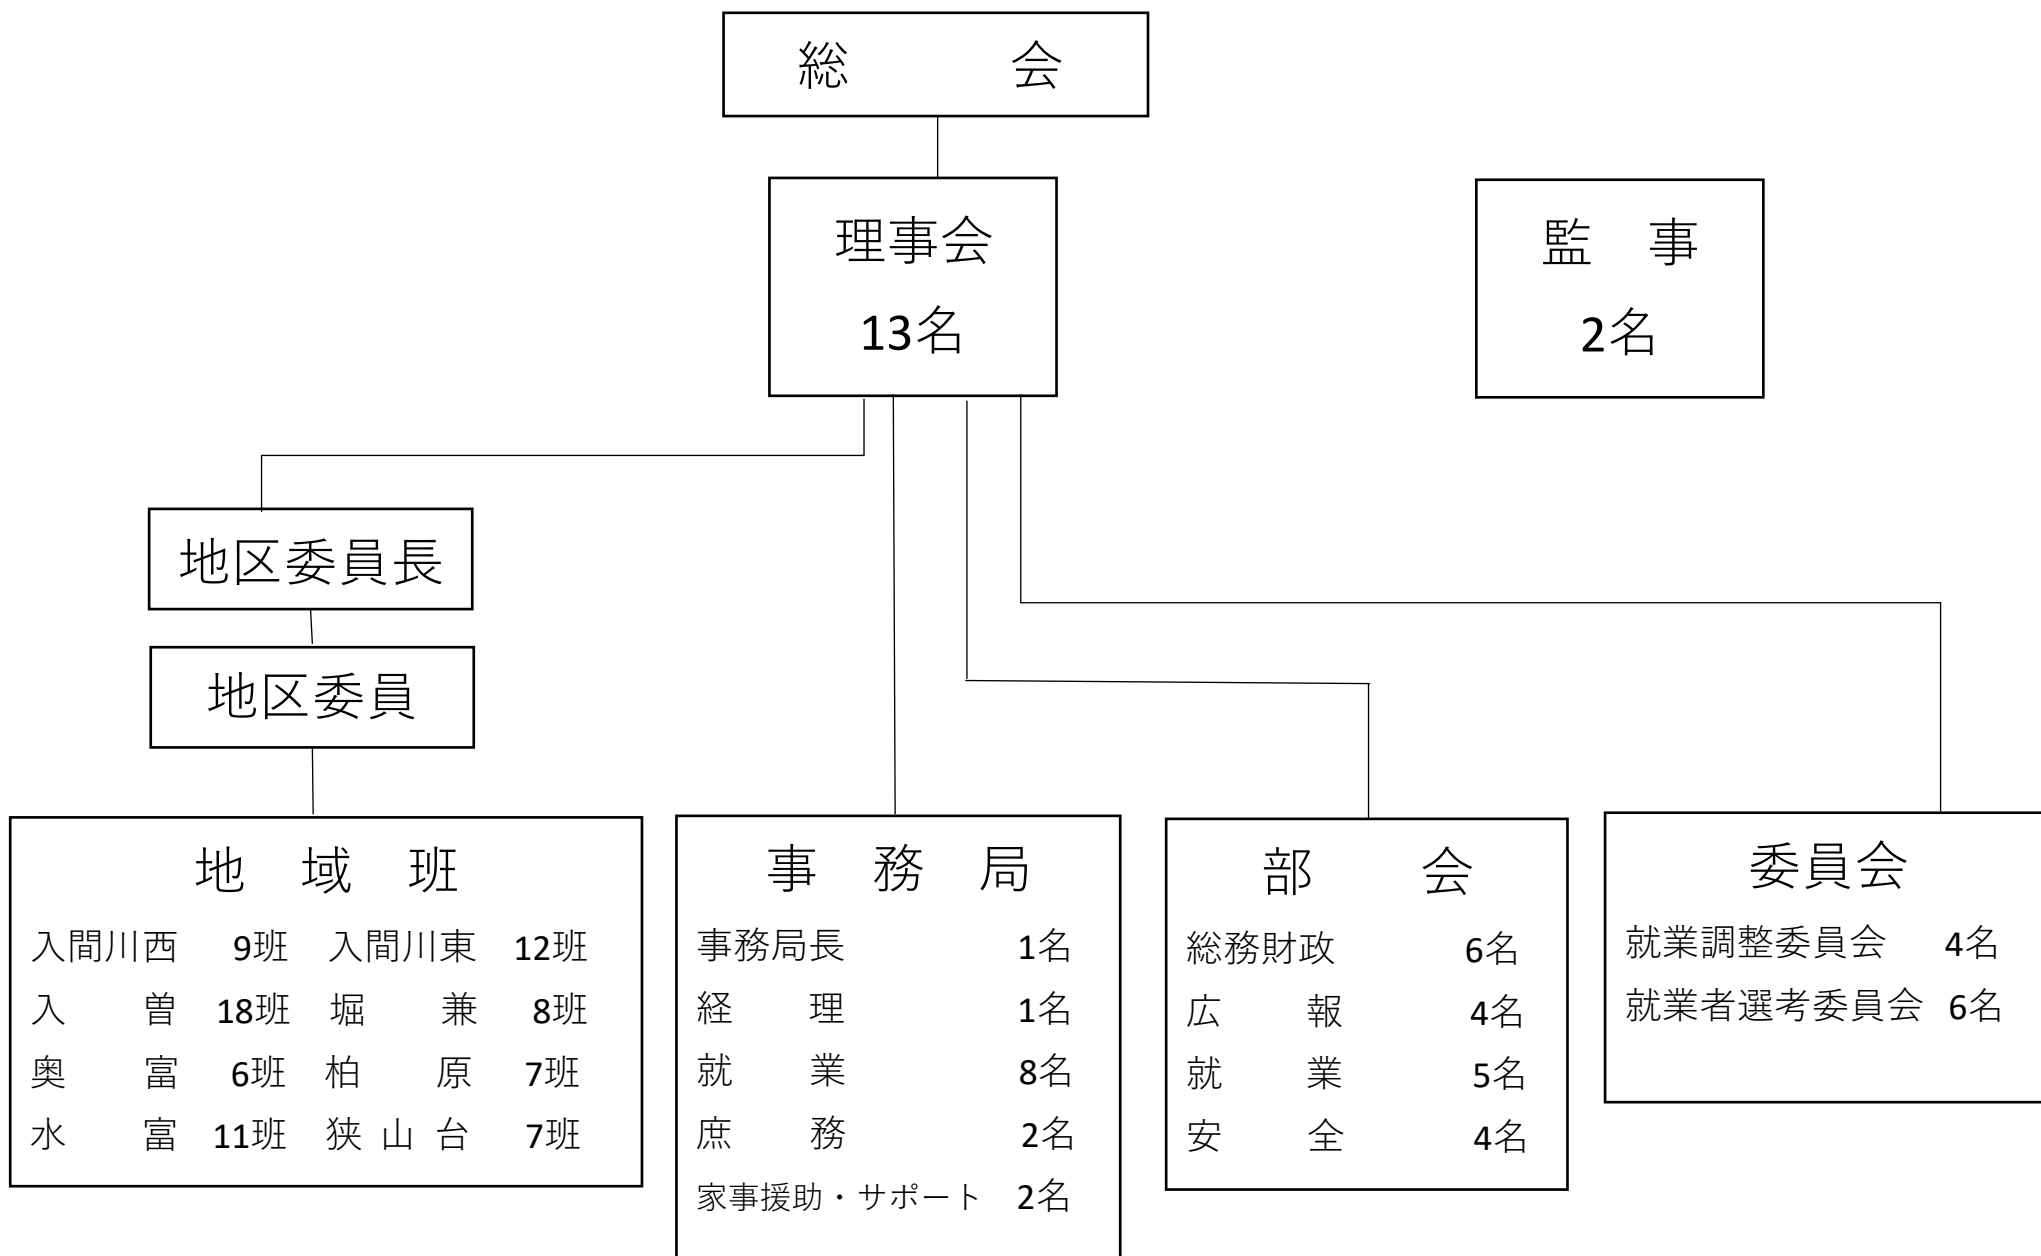 総 会
理事会
13名
監 事
2名
地区委員長
地区委員
地 域 班
入間川西 9班 入間川東 12班
入 曽 18班 堀 兼 8班
奥 富 6班 柏 原 7班
水 富 11班 狭 山 台 7班
事 務 局
事務局長 1名
経 理 1名
就 業 8名
庶 務 2名
家事援助・サポート 2名
部 会
総務財政 6名
広 報 4名
就 業 5名
安 全 4名
委員会
就業調整委員会 4名
就業者選考委員会 6名